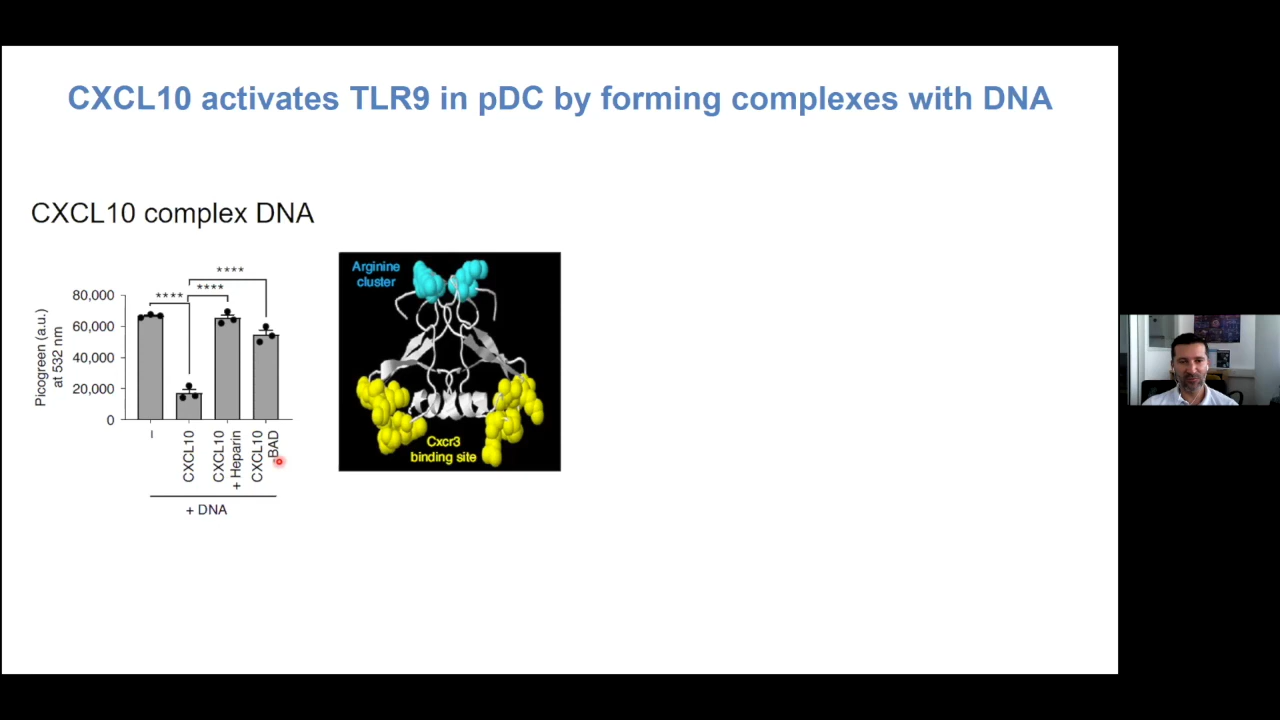 CXCL10 activates TLR9 in pDC by forming complexes with DNA
CXCL10 complex DNA
Picogreen (a.u.)
at 532 nm
80,000
60,000
40,000
20,000
0
****
****
****
–
CXCL10
CXCL10
+ Heparin
CXCL10
BAD
+ DNA
Arginine
cluster
Cxcr3
binding site